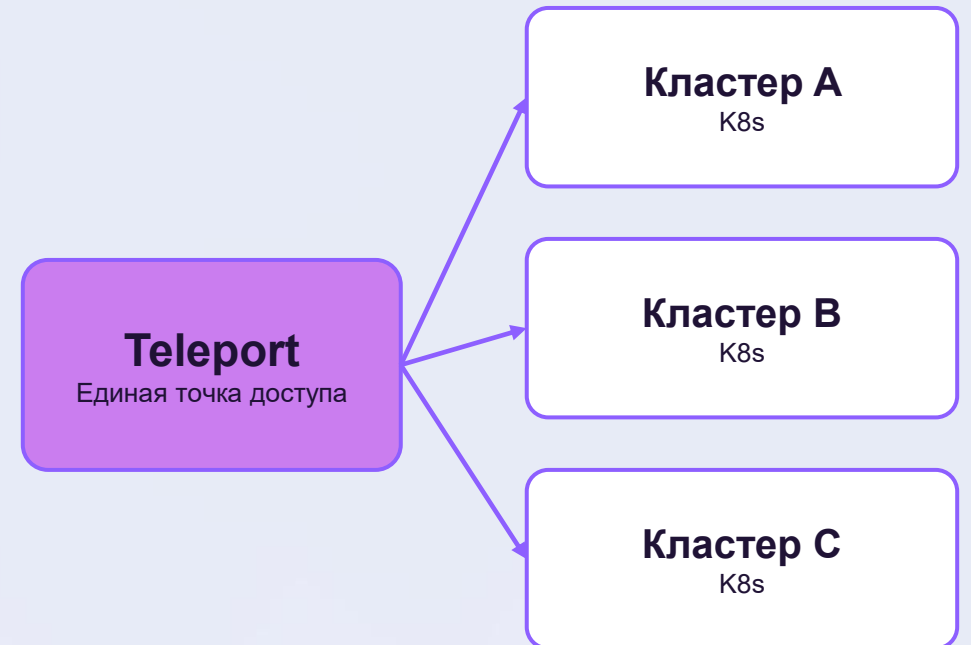 Teleport
Единая точка доступа
Кластер A
K8s
Кластер B
K8s
Кластер C
K8s